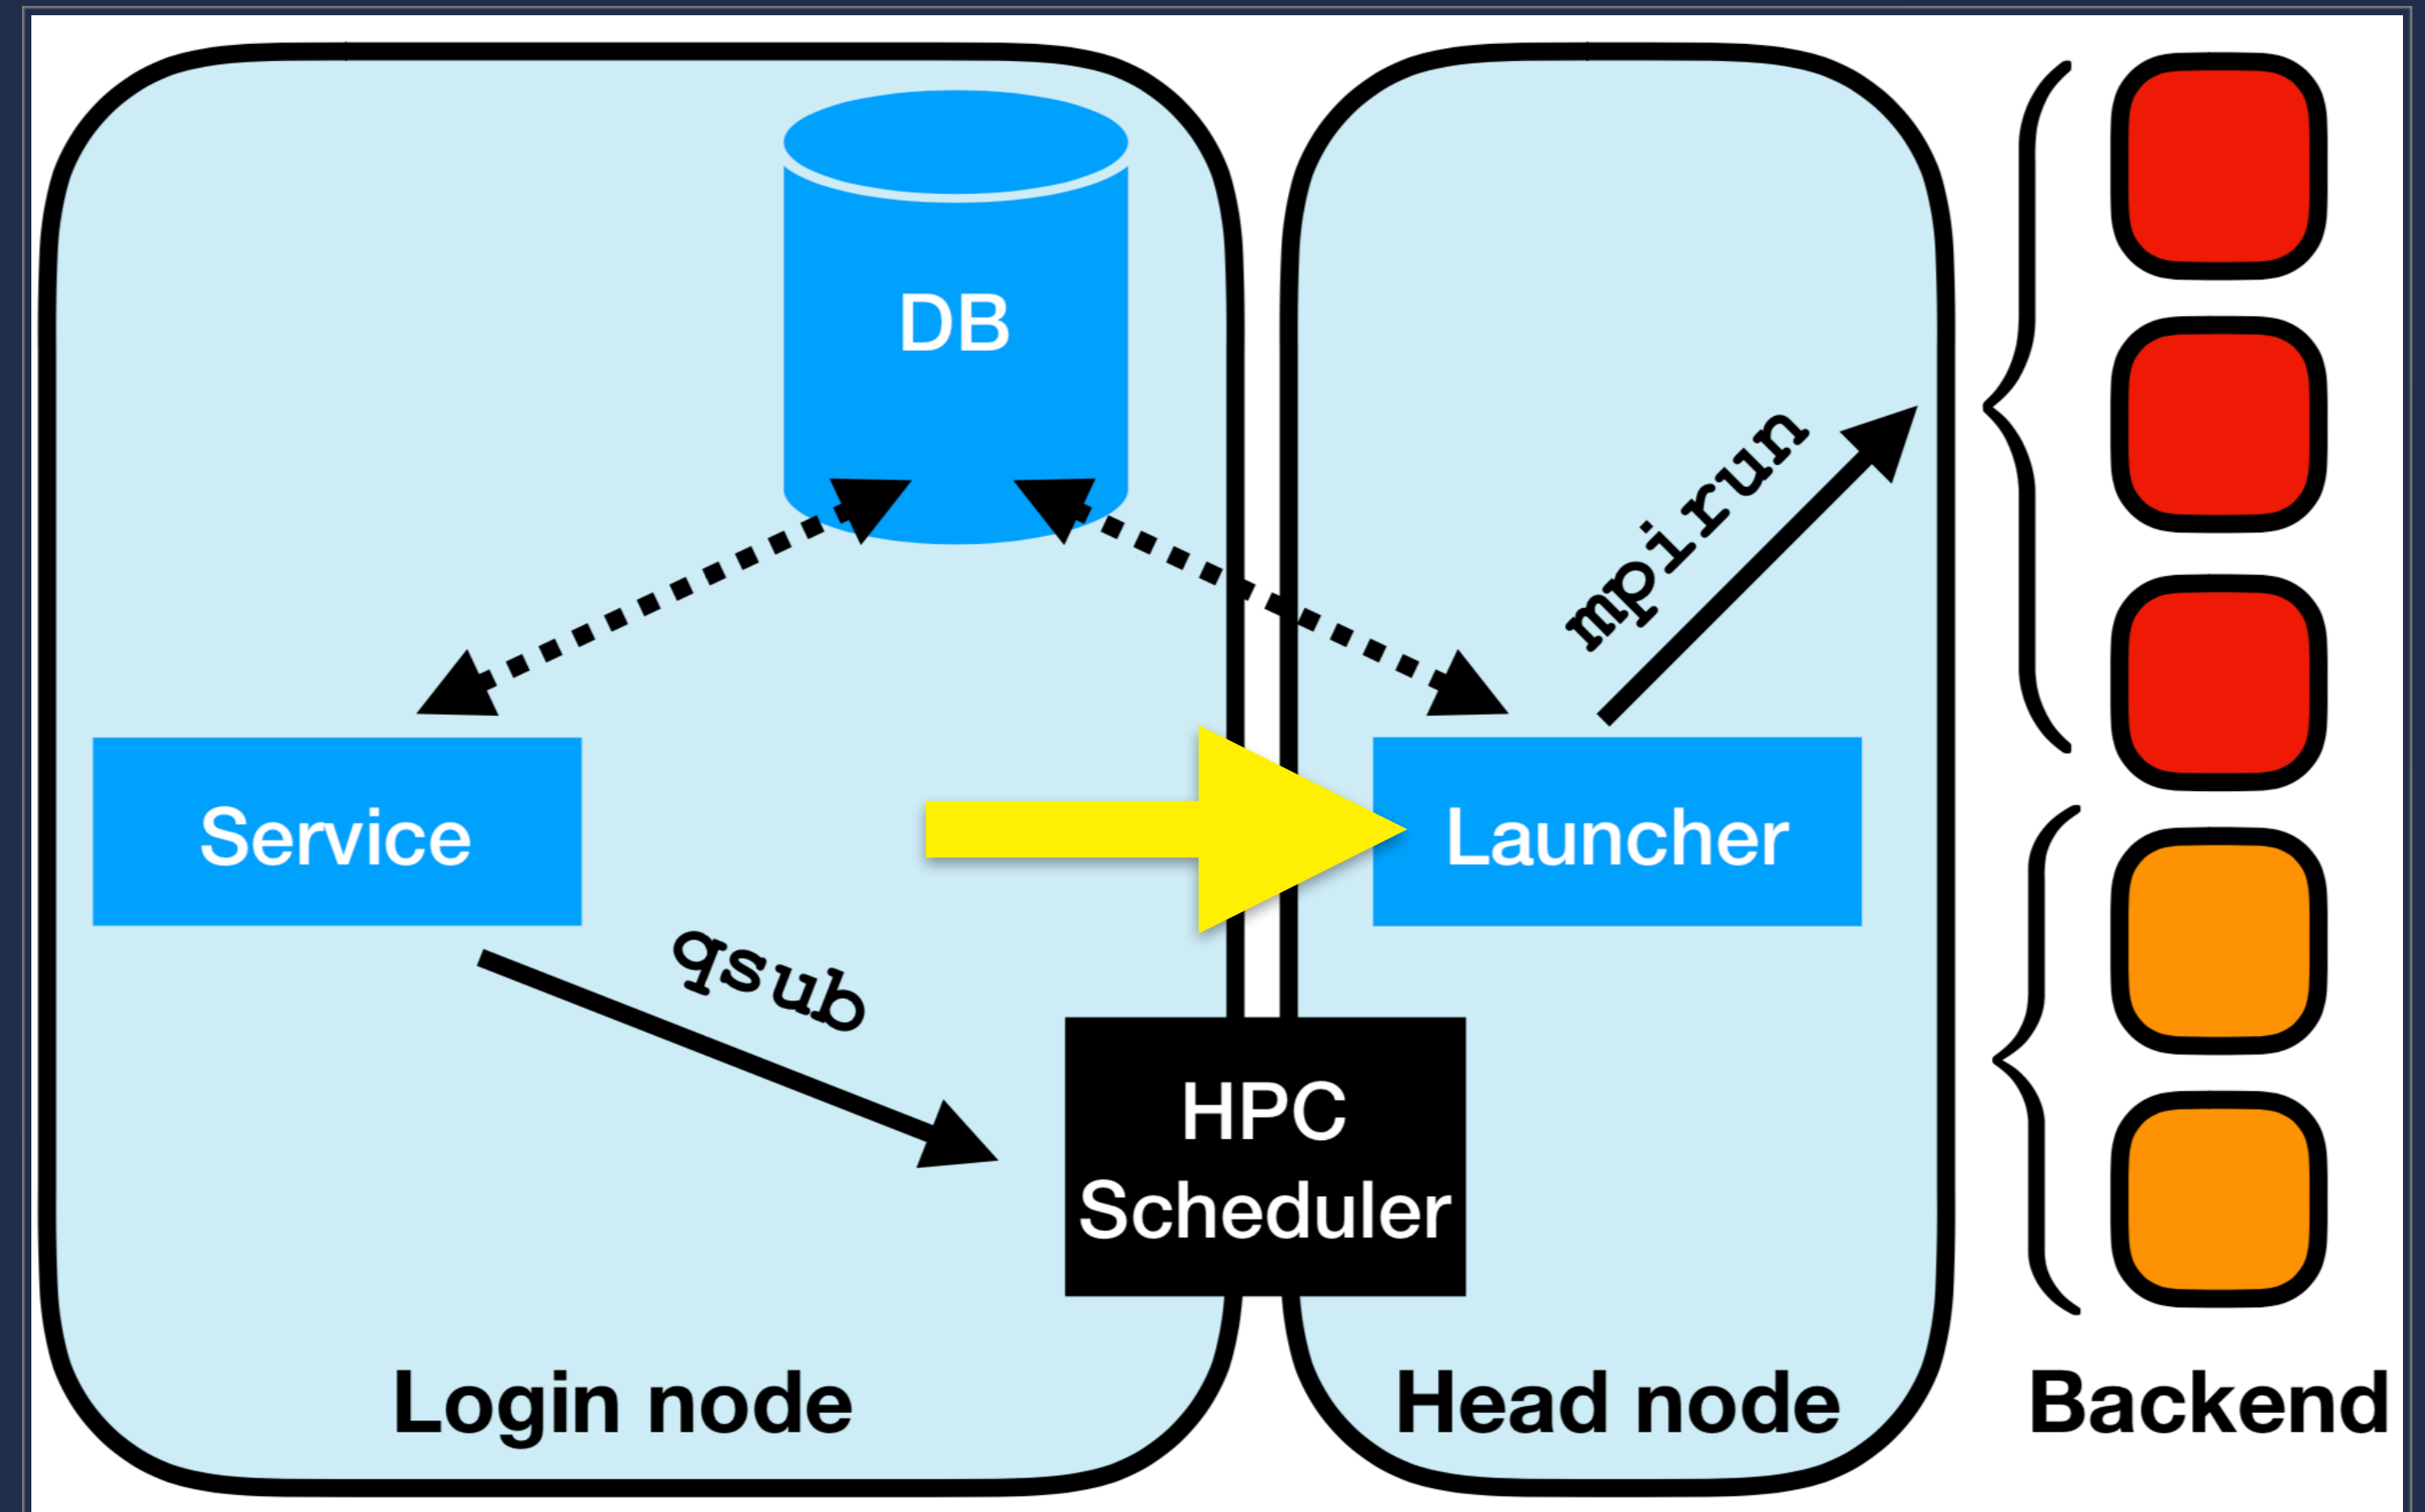 DB
mpirun
Service
Launcher
qsub
HPC
Scheduler
Login node
Head node
Backend